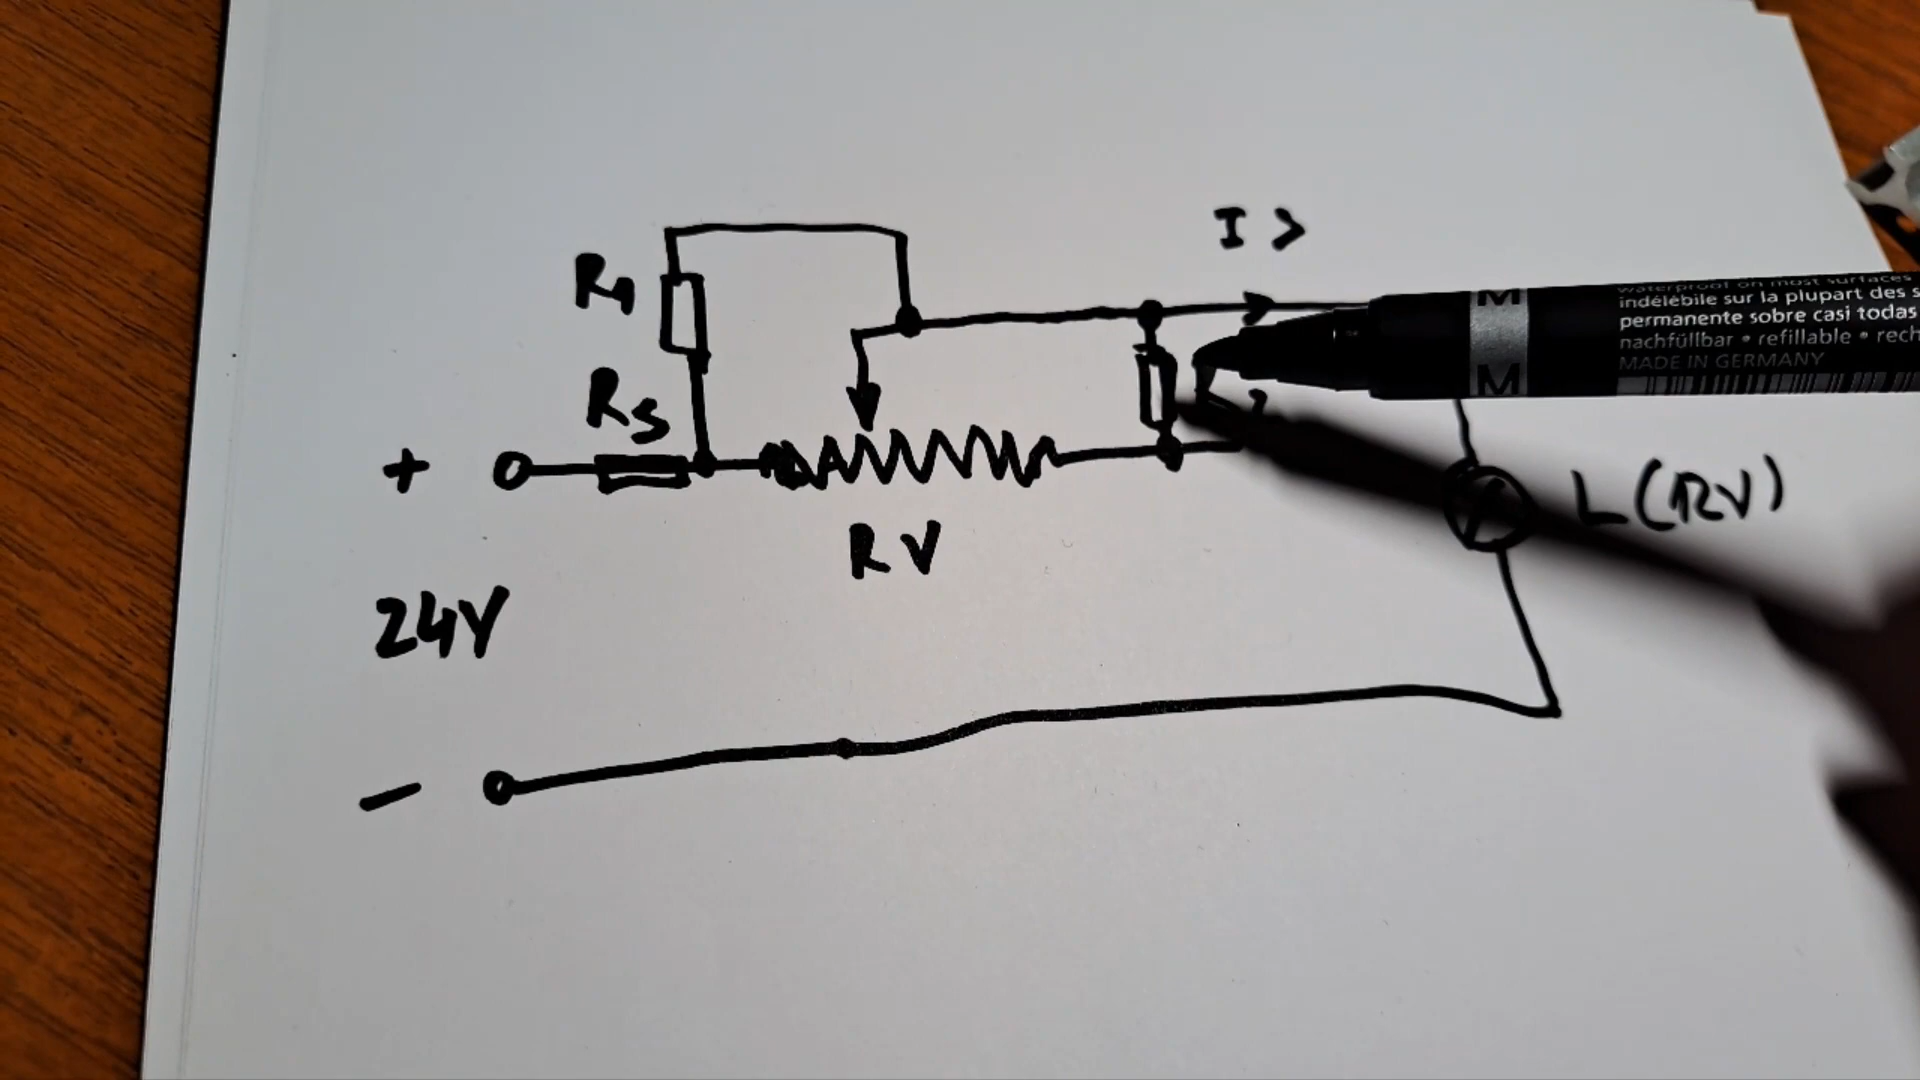 I >
R1
RS
+
RV
L(RV)
24V
-
M
M
waterproof on most surfaces
indélébile sur la plupart des s
permanente sobre casi todas
nachfüllbar • refillable • rech
MADE IN GERMANY